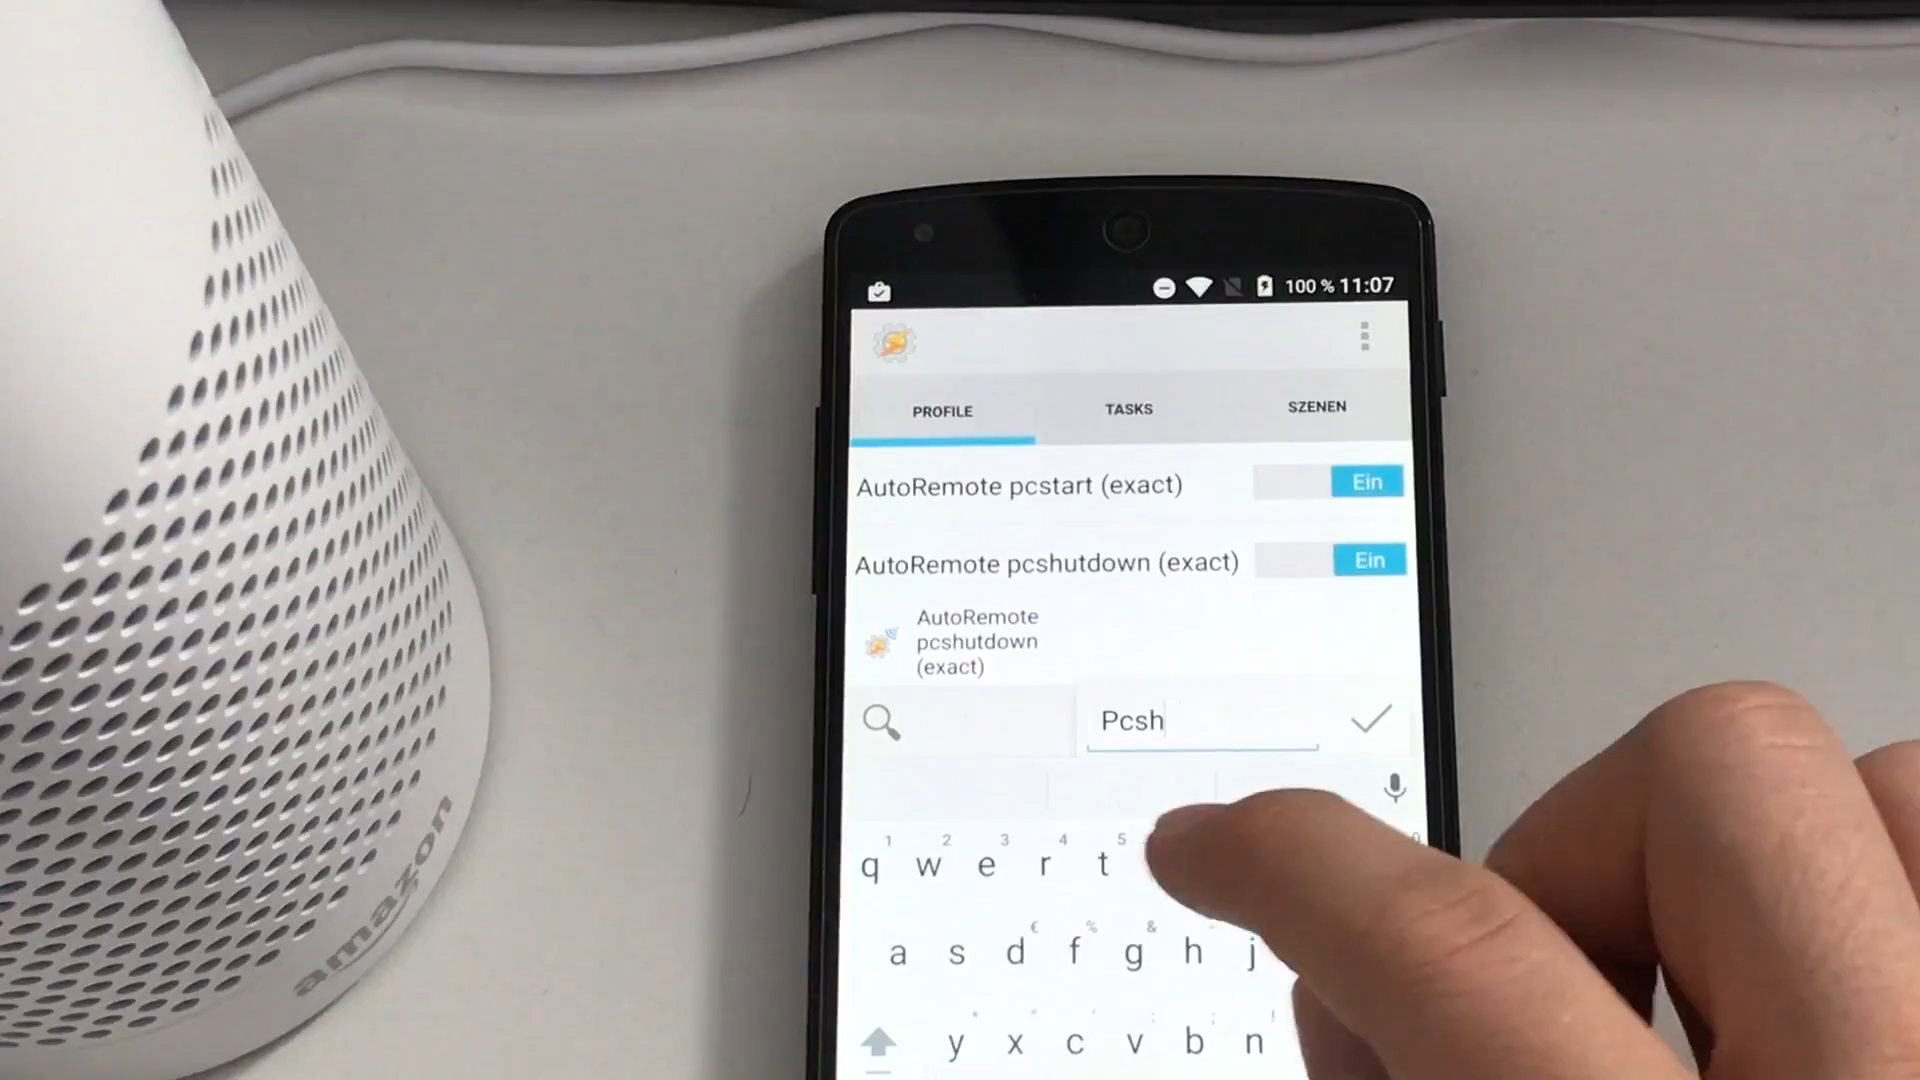 100 % 11:07
PROFILE TASKS SZENEN
AutoRemote pcstart (exact) Ein
AutoRemote pcshutdown (exact) Ein
AutoRemote
pcshutdown
(exact)
Pcsh
1 2 3 4 5 0
q w e r t
€ % &
a s d f g h j
* " ' : ; !
y x c v b n
amazon